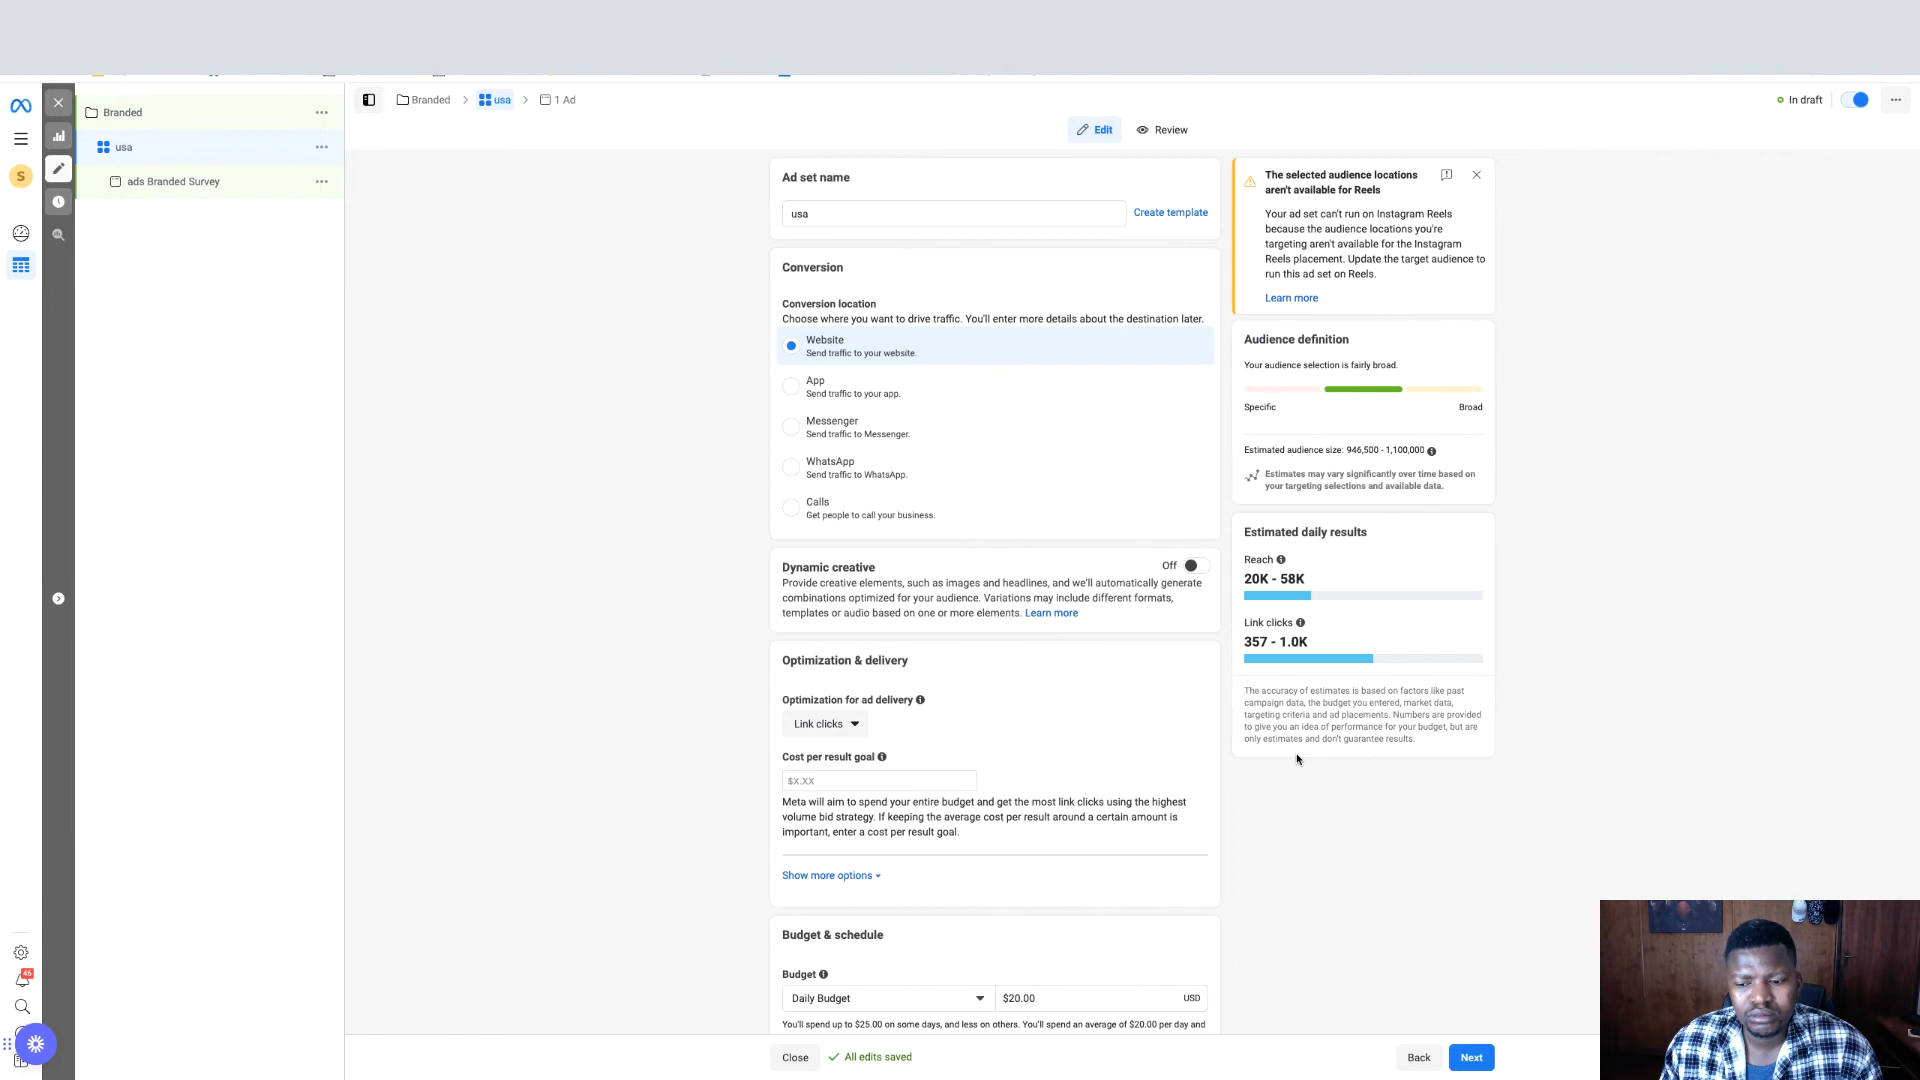 Branded
usa
ads Branded Survey
Branded
usa
1 Ad
In draft
Edit
Review
Ad set name
usa
Create template
Conversion
Conversion location
Choose where you want to drive traffic. You'll enter more details about the destination later.
Website
Send traffic to your website.
App
Send traffic to your app.
Messenger
Send traffic to Messenger.
WhatsApp
Send traffic to WhatsApp.
Calls
Get people to call your business.
Dynamic creative
Off
Provide creative elements, such as images and headlines, and we'll automatically generate
combinations optimized for your audience. Variations may include different formats,
templates or audio based on one or more elements. Learn more
Optimization & delivery
Optimization for ad delivery
Link clicks
Cost per result goal
$X.XX
Meta will aim to spend your entire budget and get the most link clicks using the highest
volume bid strategy. If keeping the average cost per result around a certain amount is
important, enter a cost per result goal.
Show more options
Budget & schedule
Budget
Daily Budget
$20.00
USD
You'll spend up to $25.00 on some days, and less on others. You'll spend an average of $20.00 per day and
Close
All edits saved
Back
Next
The selected audience locations
aren't available for Reels
Your ad set can't run on Instagram Reels
because the audience locations you're
targeting aren't available for the Instagram
Reels placement. Update the target audience to
run this ad set on Reels.
Learn more
Audience definition
Your audience selection is fairly broad.
Specific
Broad
Estimated audience size: 946,500 - 1,100,000
Estimates may vary significantly over time based on
your targeting selections and available data.
Estimated daily results
Reach
20K - 58K
Link clicks
357 - 1.0K
The accuracy of estimates is based on factors like past
campaign data, the budget you entered, market data,
targeting criteria and ad placements. Numbers are provided
to give you an idea of performance for your budget, but are
only estimates and don't guarantee results.
S
46